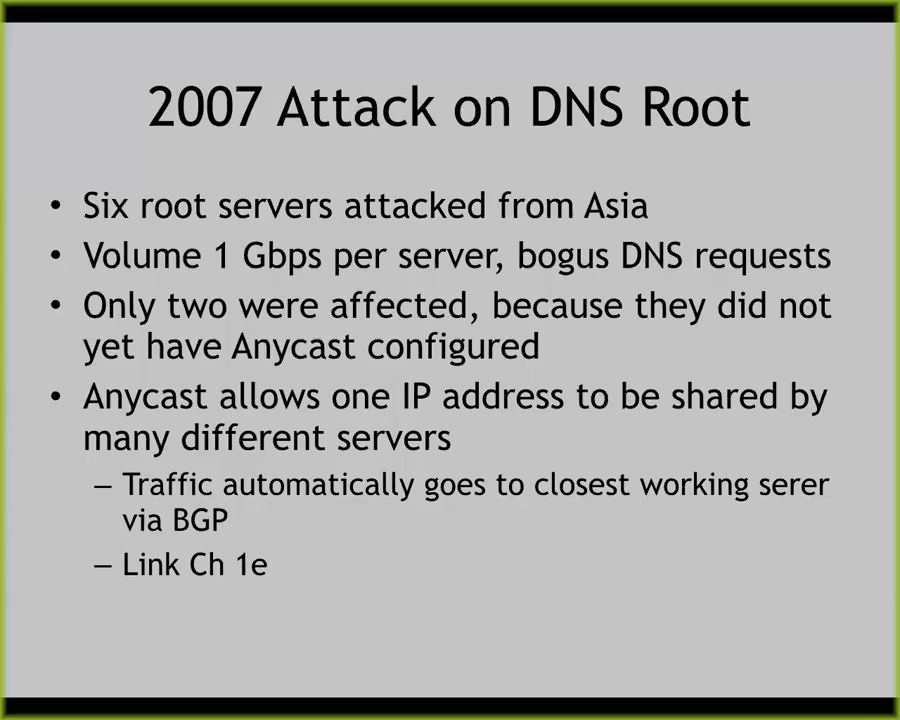 2007 Attack on DNS Root
• Six root servers attacked from Asia
• Volume 1 Gbps per server, bogus DNS requests
• Only two were affected, because they did not
yet have Anycast configured
• Anycast allows one IP address to be shared by
many different servers
– Traffic automatically goes to closest working serer
via BGP
– Link Ch 1e